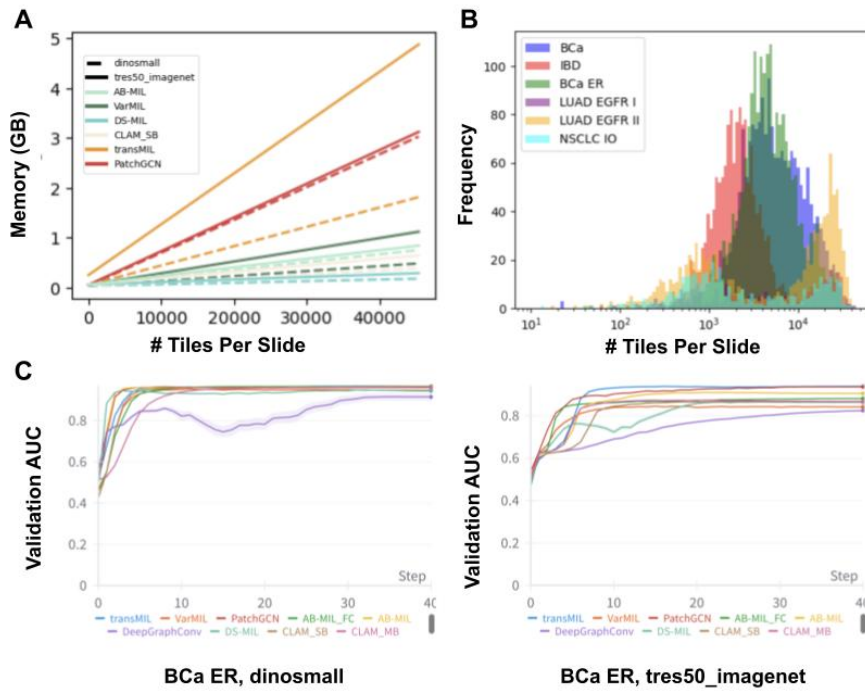 A
5
4
3
2
1
0
Memory (GB)
dinosmall
tres50_imagenet
AB-MIL
VarMIL
DS-MIL
CLAM_SB
transMIL
PatchGCN
0 10000 20000 30000 40000
# Tiles Per Slide
B
100
80
60
40
20
0
Frequency
BCa
IBD
BCa ER
LUAD EGFR I
LUAD EGFR II
NSCLC IO
10¹ 10² 10³ 10⁴
# Tiles Per Slide
C
0.8
0.6
0.4
0.2
0
Validation AUC
Step
0 10 20 30 40
transMIL VarMIL PatchGCN AB-MIL_FC AB-MIL
DeepGraphConv DS-MIL CLAM_SB CLAM_MB
BCa ER, dinosmall
0.8
0.6
0.4
0.2
0
Validation AUC
Step
0 10 20 30 40
transMIL VarMIL PatchGCN AB-MIL_FC AB-MIL
DeepGraphConv DS-MIL CLAM_SB CLAM_MB
BCa ER, tres50_imagenet